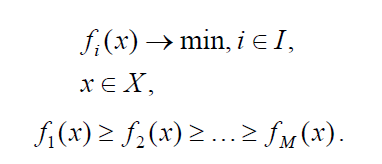 f_i(x) → min, i ∈ I,
x ∈ X,
f_1(x) ≥ f_2(x) ≥ ... ≥ f_M(x).